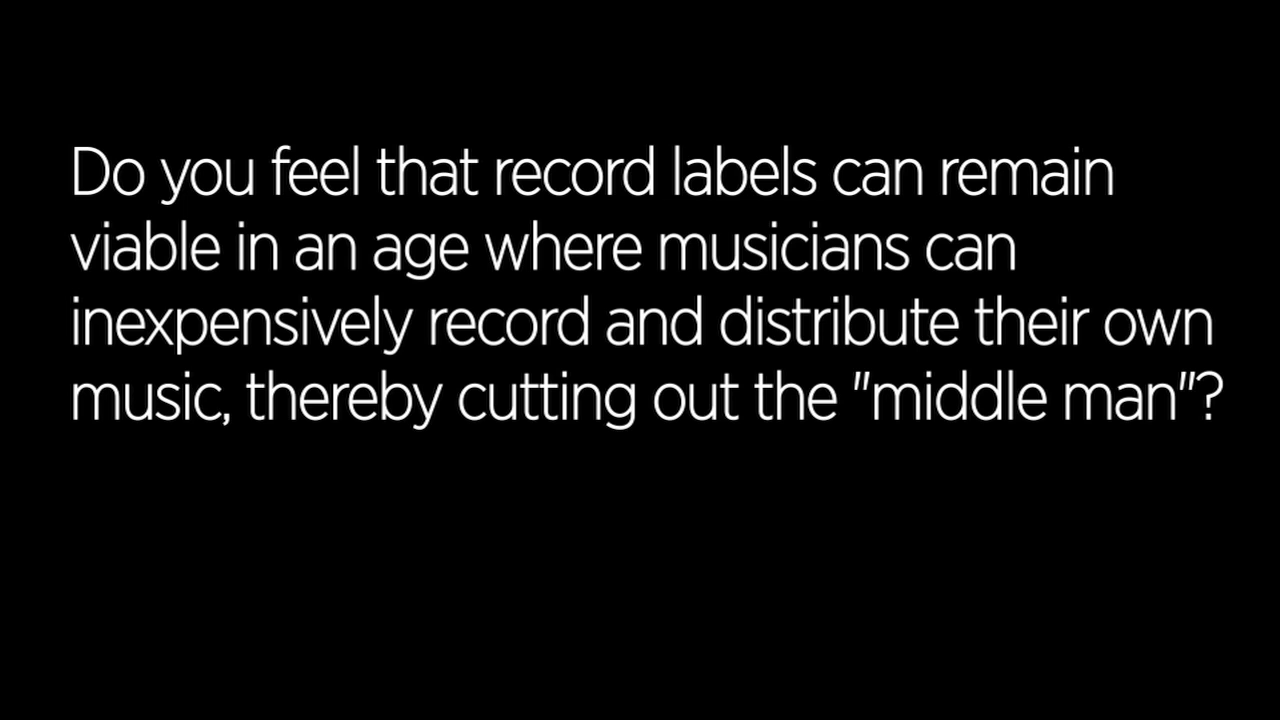 Do you feel that record labels can remain
viable in an age where musicians can
inexpensively record and distribute their own
music, thereby cutting out the "middle man"?